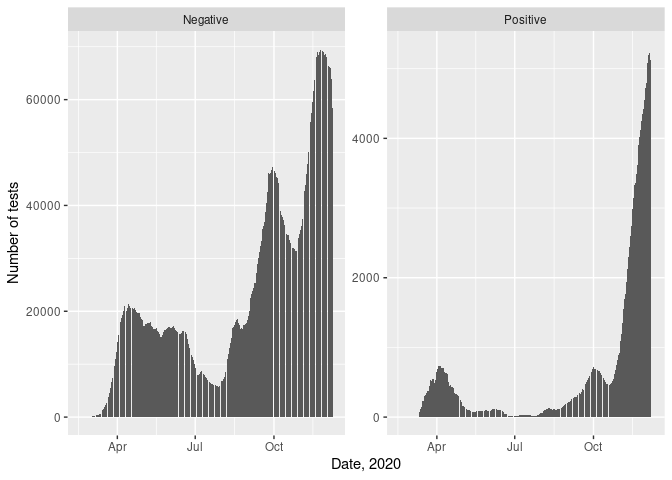 Negative
Positive
Number of tests
60000
40000
20000
0
4000
2000
0
Apr Jul Oct
Apr Jul Oct
Date, 2020